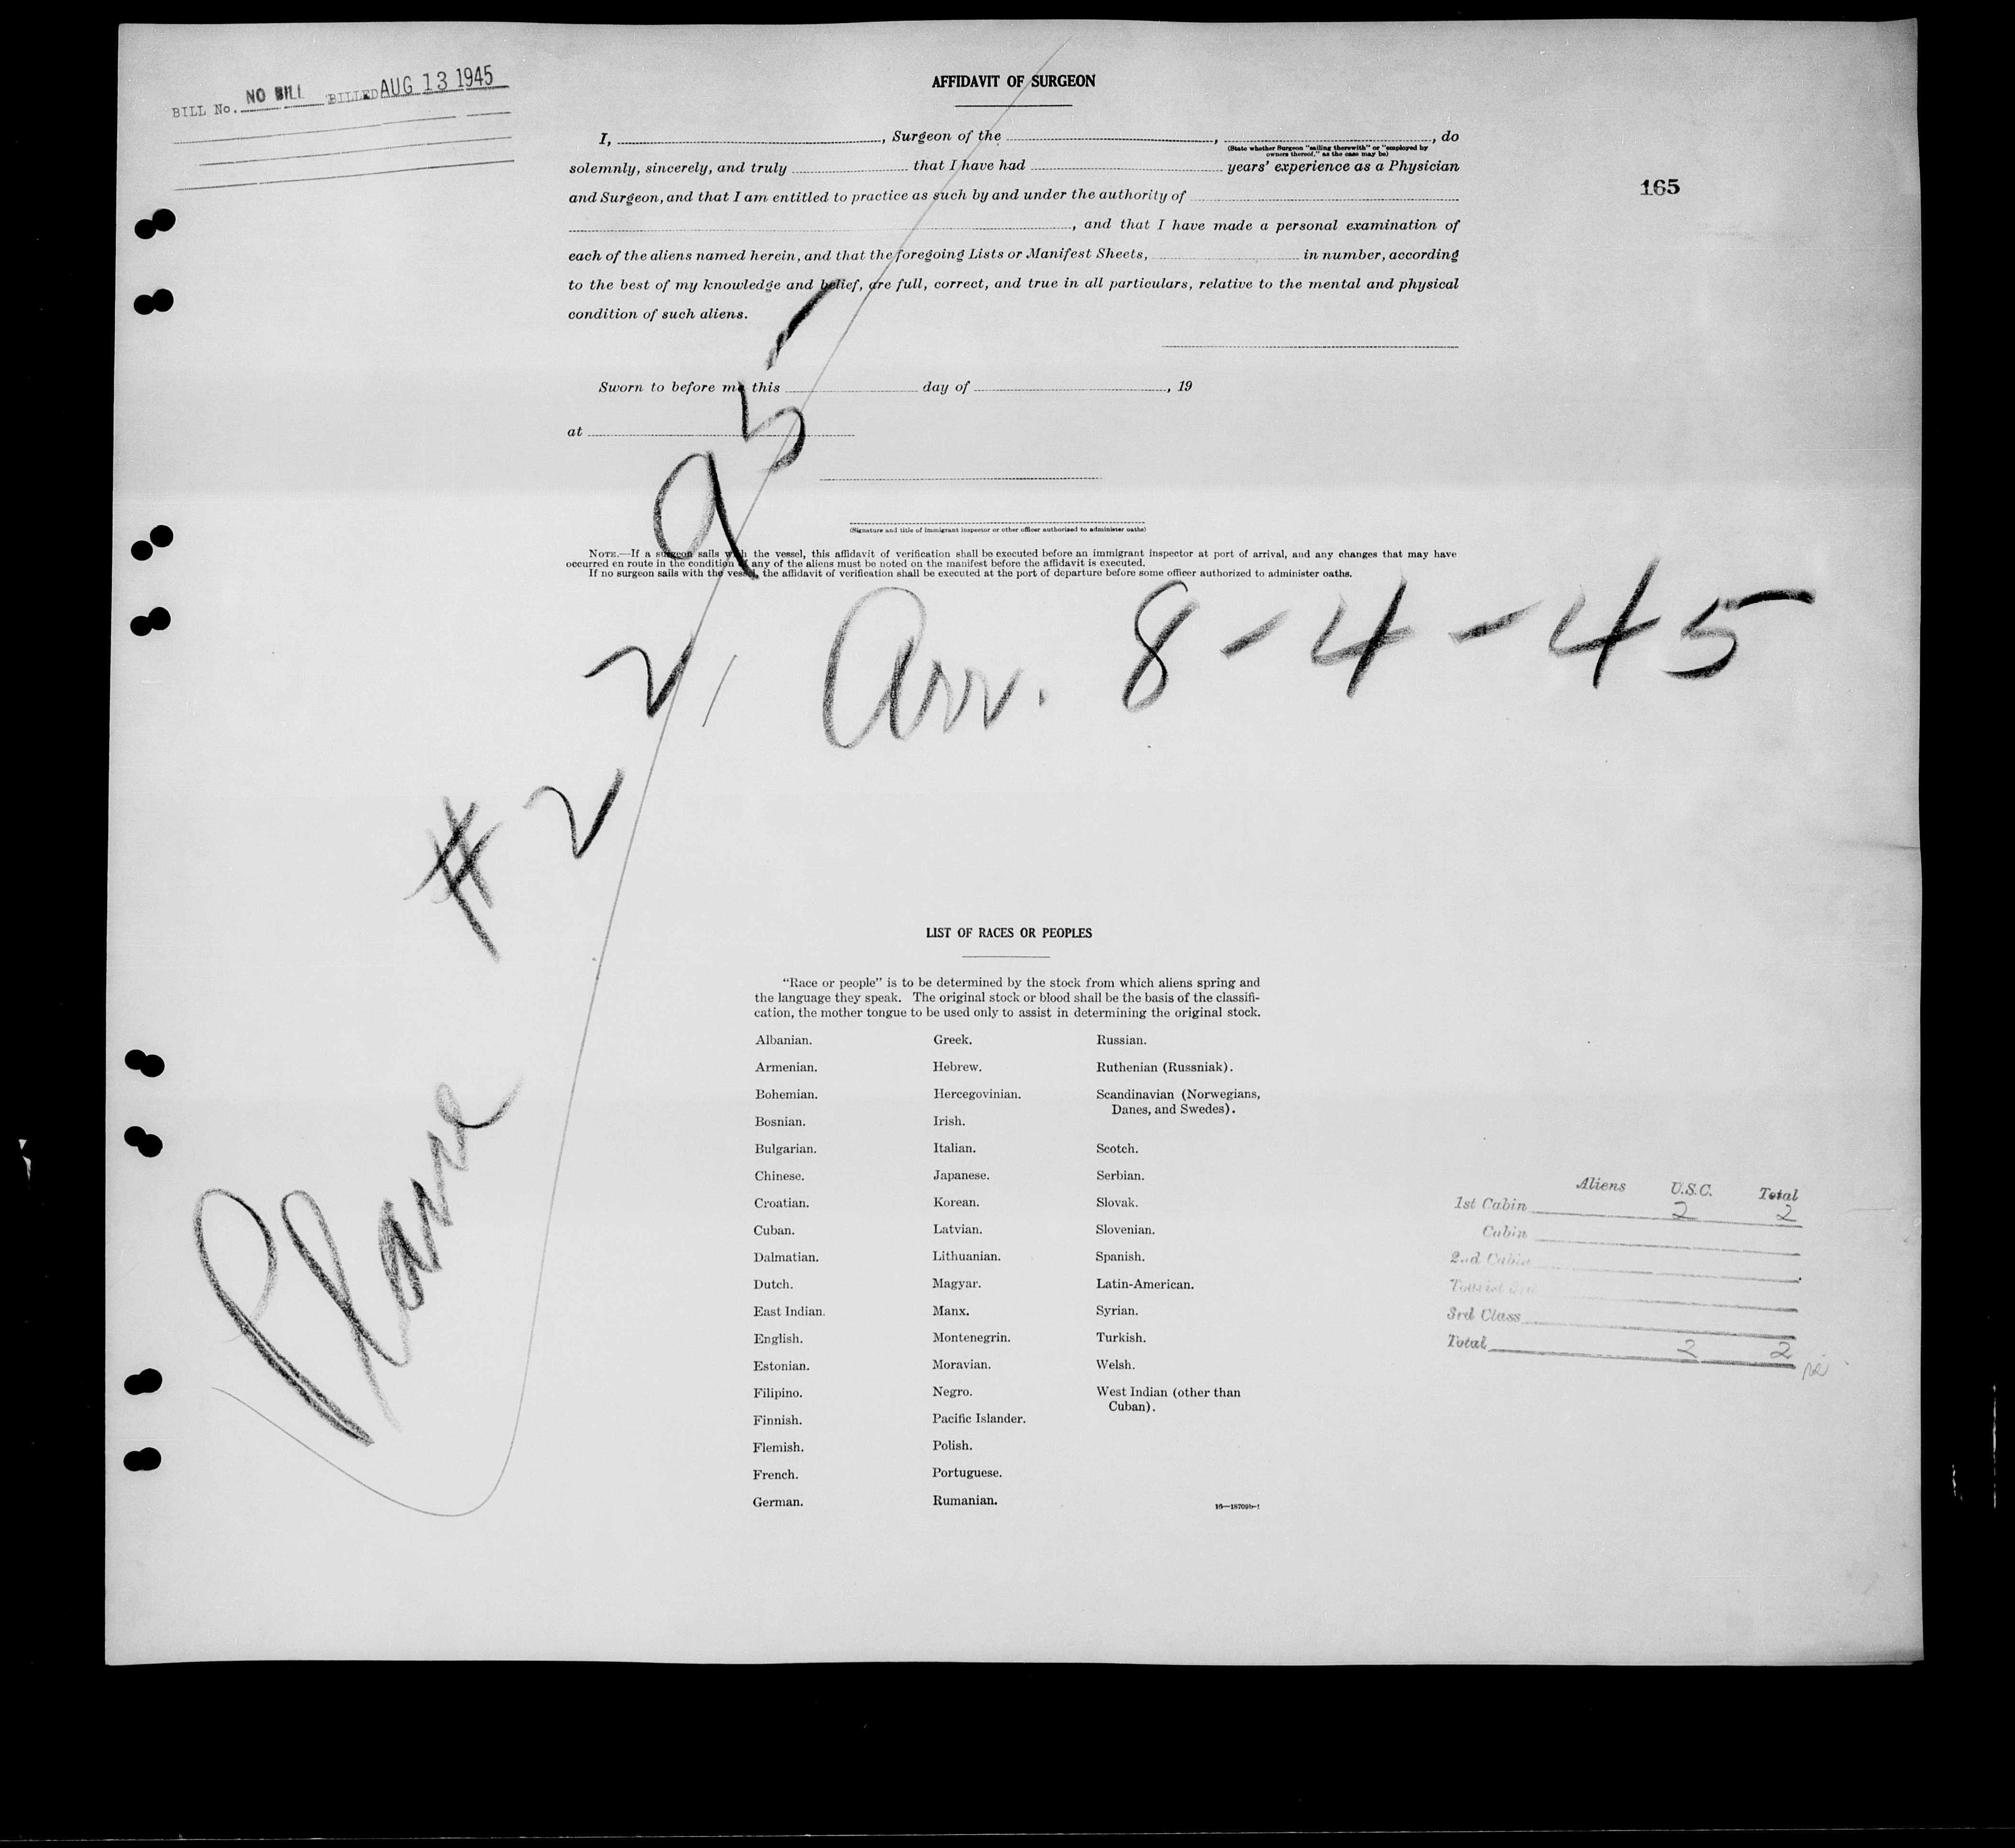 BILL No. NO BILL BILLED AUG 13 1945
AFFIDAVIT OF SURGEON
I, , Surgeon of the , , do
(State whether Surgeon "sailing therewith" or "employed by
owners thereof," as the case may be)
solemnly, sincerely, and truly that I have had years' experience as a Physician
165
and Surgeon, and that I am entitled to practice as such by and under the authority of
, and that I have made a personal examination of
each of the aliens named herein, and that the foregoing Lists or Manifest Sheets, in number, according
to the best of my knowledge and belief, are full, correct, and true in all particulars, relative to the mental and physical
condition of such aliens.
Sworn to before me this day of , 19
at
(Signature and title of immigrant inspector or other officer authorized to administer oaths)
NOTE.—If a surgeon sails with the vessel, this affidavit of verification shall be executed before an immigrant inspector at port of arrival, and any changes that may have
occurred en route in the condition of any of the aliens must be noted on the manifest before the affidavit is executed.
If no surgeon sails with the vessel, the affidavit of verification shall be executed at the port of departure before some officer authorized to administer oaths.
Plane # 2295
Arr. 8-4-45
LIST OF RACES OR PEOPLES
"Race or people" is to be determined by the stock from which aliens spring and
the language they speak. The original stock or blood shall be the basis of the classifi-
cation, the mother tongue to be used only to assist in determining the original stock.
Albanian.
Armenian.
Bohemian.
Bosnian.
Bulgarian.
Chinese.
Croatian.
Cuban.
Dalmatian.
Dutch.
East Indian.
English.
Estonian.
Filipino.
Finnish.
Flemish.
French.
German.
Greek.
Hebrew.
Hercegovinian.
Irish.
Italian.
Japanese.
Korean.
Latvian.
Lithuanian.
Magyar.
Manx.
Montenegrin.
Moravian.
Negro.
Pacific Islander.
Polish.
Portuguese.
Rumanian.
Russian.
Ruthenian (Russniak).
Scandinavian (Norwegians,
Danes, and Swedes).
Scotch.
Serbian.
Slovak.
Slovenian.
Spanish.
Latin-American.
Syrian.
Turkish.
Welsh.
West Indian (other than
Cuban).
16—18709b-1
Aliens U.S.C. Total
1st Cabin 2 2
Cabin
2nd Cabin
Tourist 3rd
3rd Class
Total 2 2